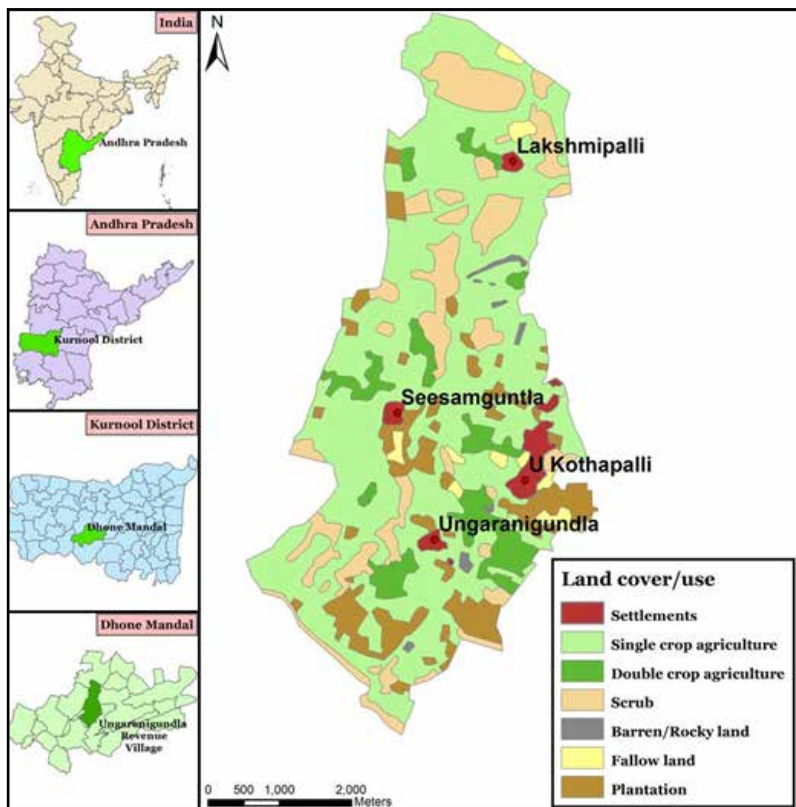 India
Andhra Pradesh
Andhra Pradesh
Kurnool District
Kurnool District
Dhone Mandal
Dhone Mandal
Ungaranigundla
Revenue
Village
N
Lakshmipalli
Seesamguntla
U Kothapalli
Ungaranigundla
Land cover/use
Settlements
Single crop agriculture
Double crop agriculture
Scrub
Barren/Rocky land
Fallow land
Plantation
0 500 1,000 2,000
Meters